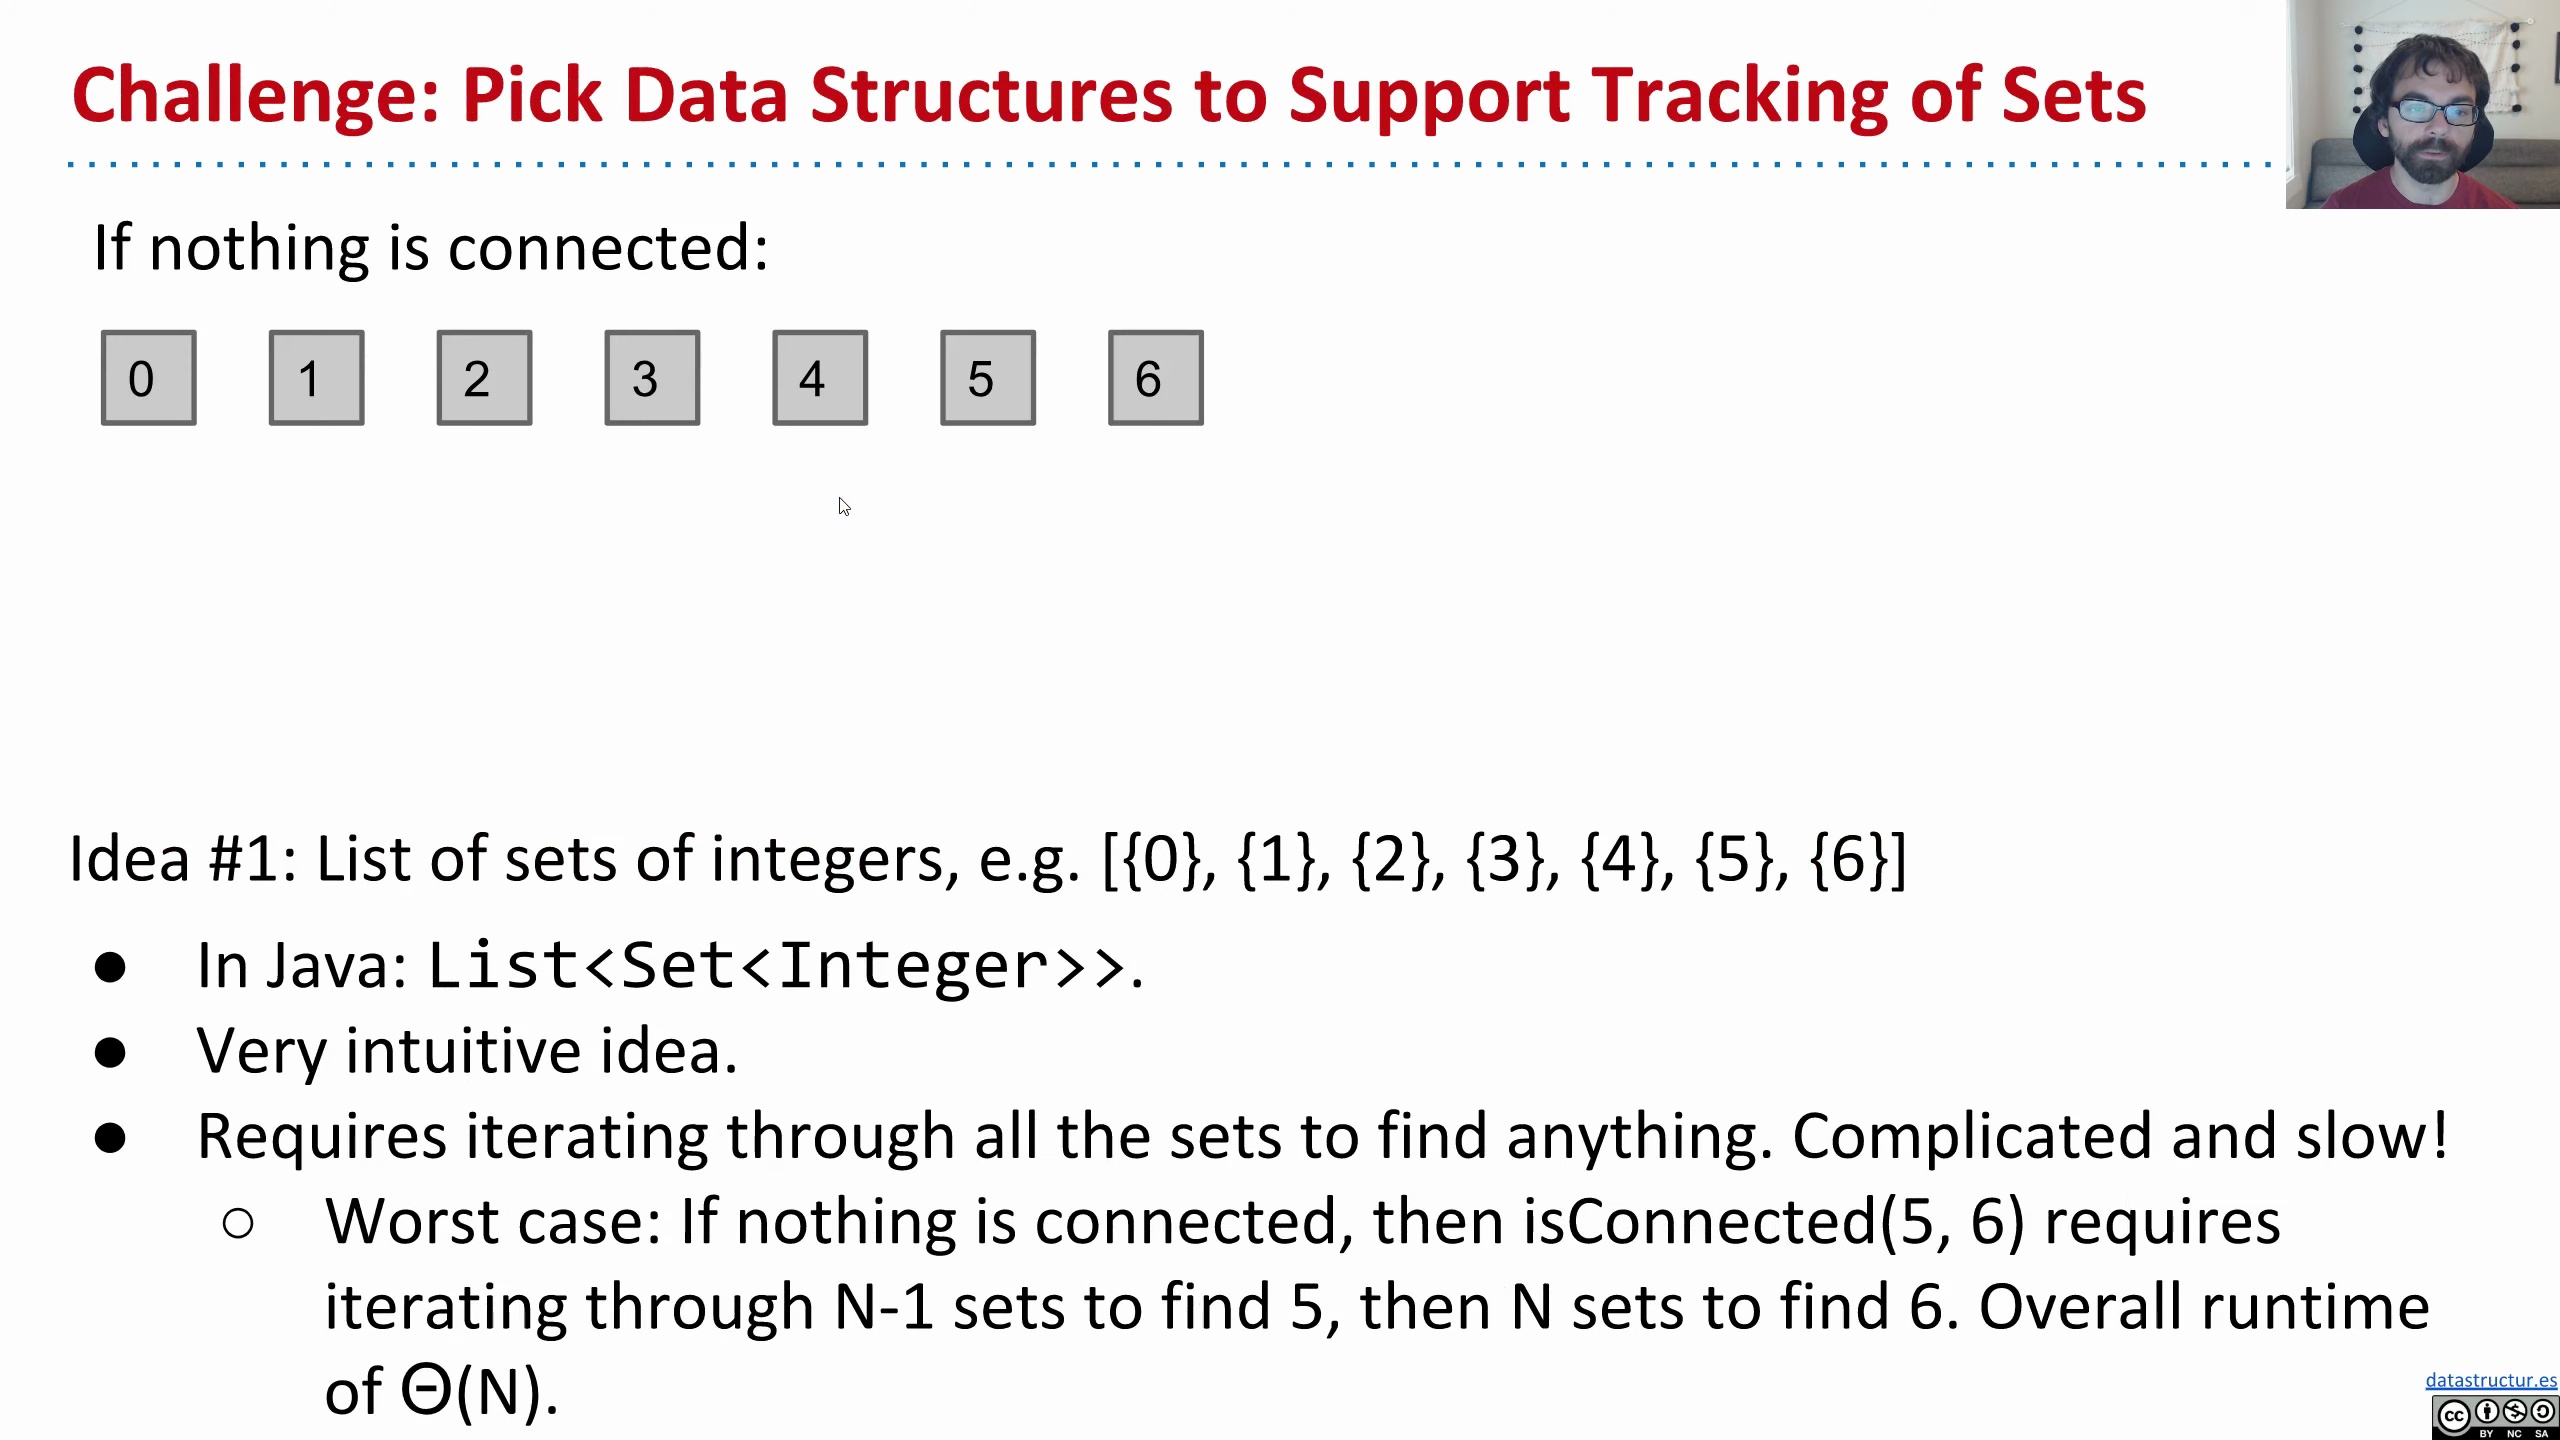 Challenge: Pick Data Structures to Support Tracking of Sets
If nothing is connected:
0 1 2 3 4 5 6
Idea #1: List of sets of integers, e.g. [{0}, {1}, {2}, {3}, {4}, {5}, {6}]
● In Java: List<Set<Integer>>.
● Very intuitive idea.
● Requires iterating through all the sets to find anything. Complicated and slow!
○ Worst case: If nothing is connected, then isConnected(5, 6) requires
iterating through N-1 sets to find 5, then N sets to find 6. Overall runtime
of Θ(N).
datastructur.es
cc
BY NC SA